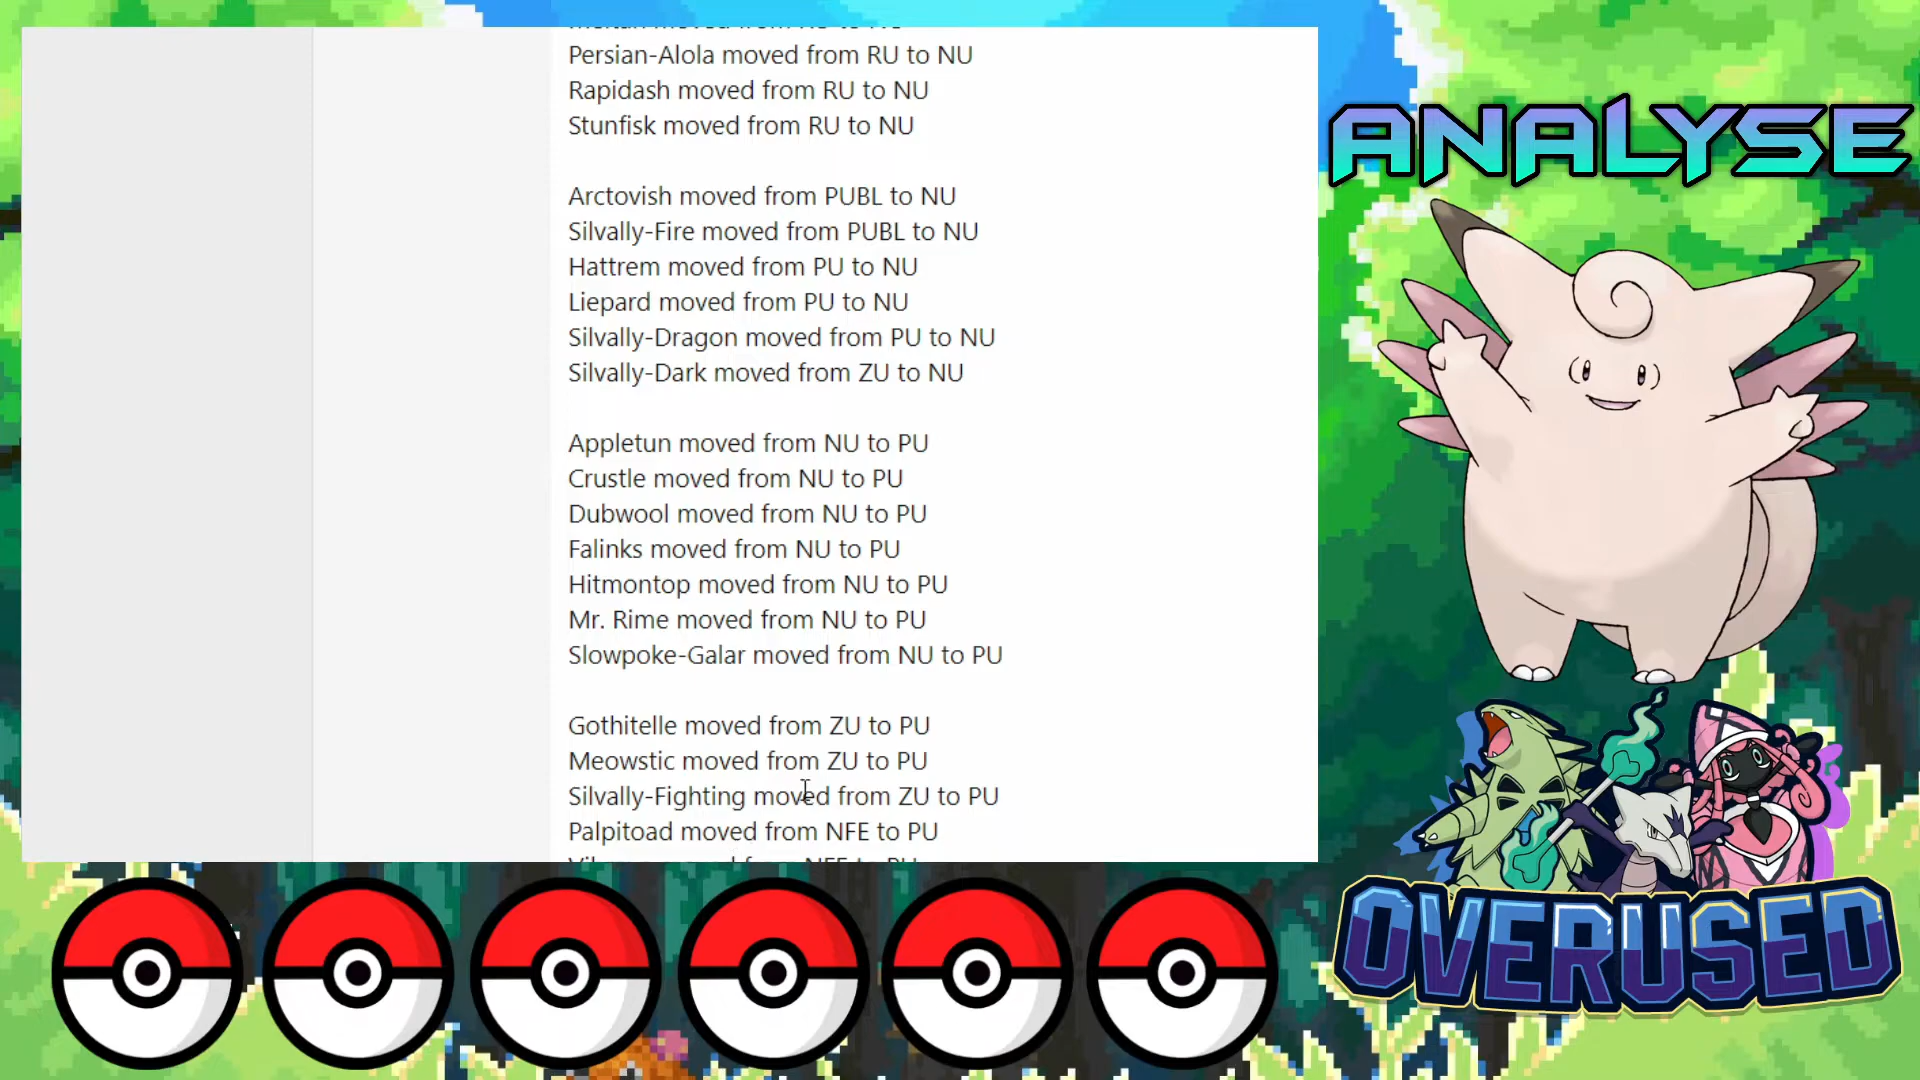 Persian-Alola moved from RU to NU
Rapidash moved from RU to NU
Stunfisk moved from RU to NU
Arctovish moved from PUBL to NU
Silvally-Fire moved from PUBL to NU
Hattrem moved from PU to NU
Liepard moved from PU to NU
Silvally-Dragon moved from PU to NU
Silvally-Dark moved from ZU to NU
Appletun moved from NU to PU
Crustle moved from NU to PU
Dubwool moved from NU to PU
Falinks moved from NU to PU
Hitmontop moved from NU to PU
Mr. Rime moved from NU to PU
Slowpoke-Galar moved from NU to PU
Gothitelle moved from ZU to PU
Meowstic moved from ZU to PU
Silvally-Fighting moved from ZU to PU
Palpitoad moved from NFE to PU
ANALYSE
OVERUSED